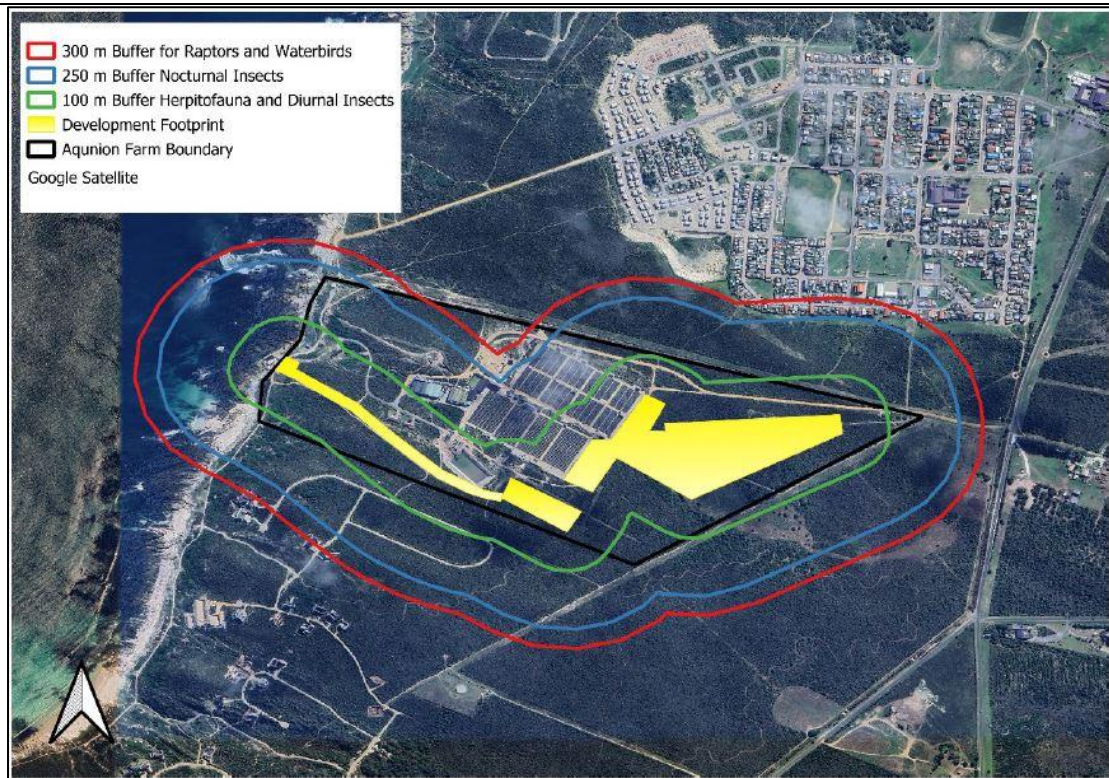 300 m Buffer for Raptors and Waterbirds
250 m Buffer Nocturnal Insects
100 m Buffer Herpitofauna and Diurnal Insects
Development Footprint
Aqunion Farm Boundary
Google Satellite